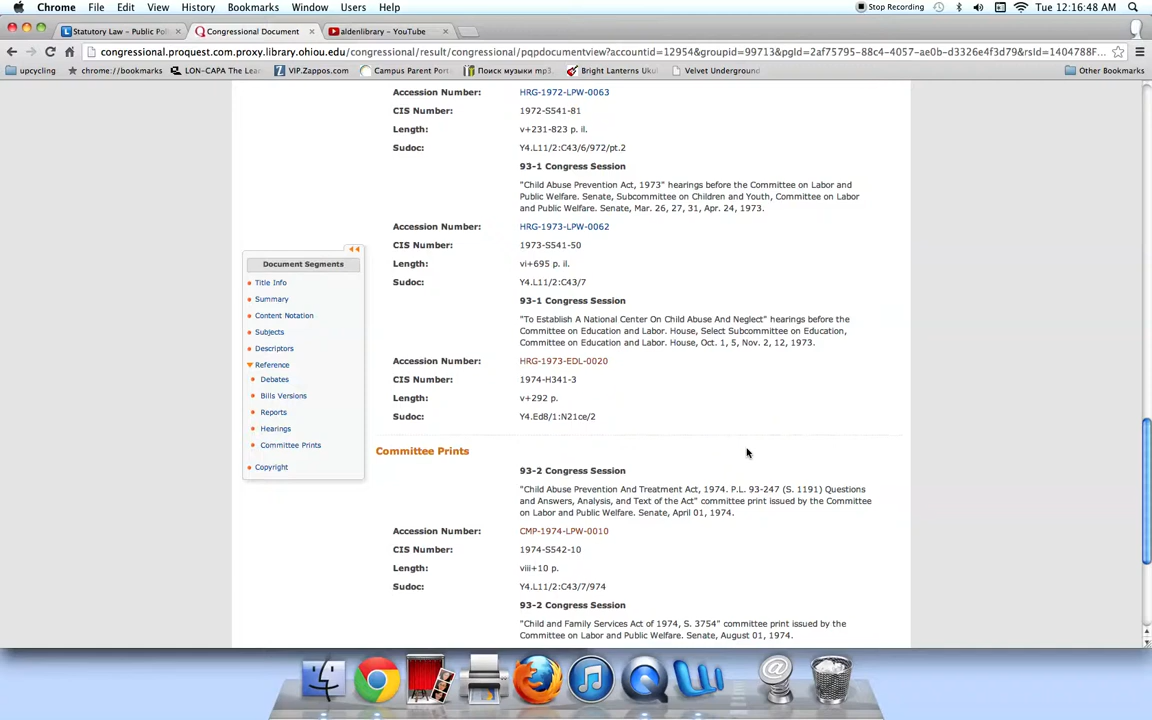 Chrome File Edit View History Bookmarks Window Users Help Stop Recording Tue 12:16:48 AM
Statutory Law – Public Pol Congressional Document aldenlibrary – YouTube
congressional.proquest.com.proxy.library.ohiou.edu/congressional/result/congressional/pqpdocumentview?accountid=12954&groupid=99713&pgId=2af75795-88c4-4057-ae0b-d3326e4f3d79&rsId=1404788F...
upcycling chrome://bookmarks LON-CAPA The Lea VIP.Zappos.com Campus Parent Port Поиск музыки mp3 Bright Lanterns Uku Velvet Underground Other Bookmarks
Accession Number: HRG-1972-LPW-0063
CIS Number: 1972-S541-81
Length: v+231-823 p. il.
Sudoc: Y4.L11/2:C43/6/972/pt.2
93-1 Congress Session
"Child Abuse Prevention Act, 1973" hearings before the Committee on Labor and
Public Welfare. Senate, Subcommittee on Children and Youth, Committee on Labor
and Public Welfare. Senate, Mar. 26, 27, 31, Apr. 24, 1973.
Accession Number: HRG-1973-LPW-0062
CIS Number: 1973-S541-50
Length: vi+695 p. il.
Sudoc: Y4.L11/2:C43/7
93-1 Congress Session
"To Establish A National Center On Child Abuse And Neglect" hearings before the
Committee on Education and Labor. House, Select Subcommittee on Education,
Committee on Education and Labor. House, Oct. 1, 5, Nov. 2, 12, 1973.
Accession Number: HRG-1973-EDL-0020
CIS Number: 1974-H341-3
Length: v+292 p.
Sudoc: Y4.Ed8/1:N21ce/2
Document Segments
Title Info
Summary
Content Notation
Subjects
Descriptors
Reference
Debates
Bills Versions
Reports
Hearings
Committee Prints
Copyright
Committee Prints
93-2 Congress Session
"Child Abuse Prevention And Treatment Act, 1974. P.L. 93-247 (S. 1191) Questions
and Answers, Analysis, and Text of the Act" committee print issued by the Committee
on Labor and Public Welfare. Senate, April 01, 1974.
Accession Number: CMP-1974-LPW-0010
CIS Number: 1974-S542-10
Length: viii+10 p.
Sudoc: Y4.L11/2:C43/7/974
93-2 Congress Session
"Child and Family Services Act of 1974, S. 3754" committee print issued by the
Committee on Labor and Public Welfare. Senate, August 01, 1974.